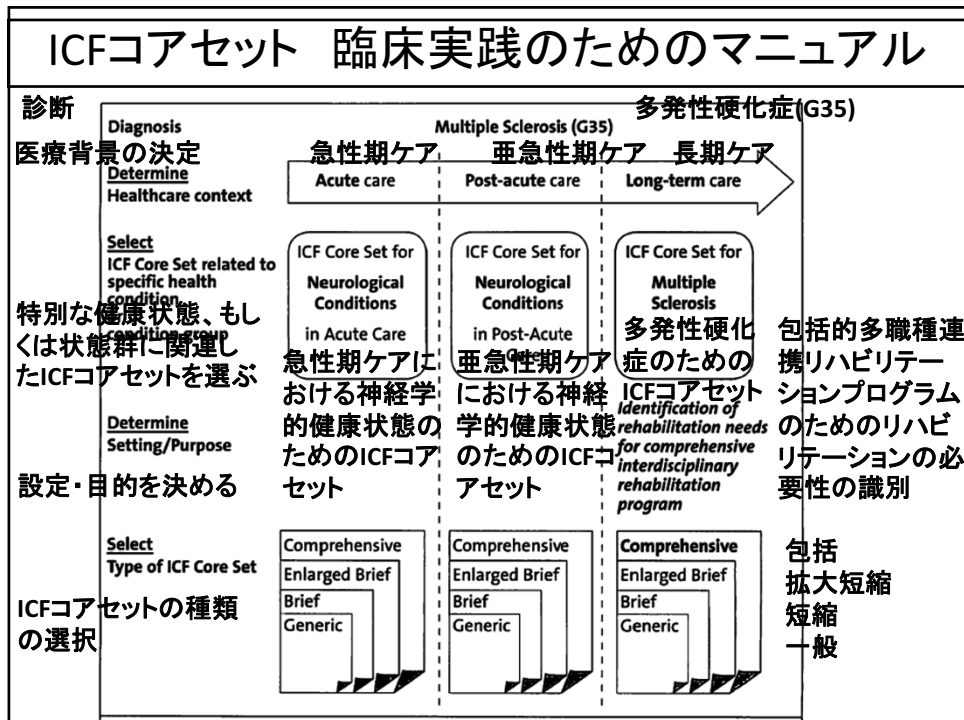 ICFコアセット 臨床実践のためのマニュアル
診断
多発性硬化症(G35)
Diagnosis
Multiple Sclerosis (G35)
医療背景の決定
急性期ケア
亜急性期ケア
長期ケア
Determine
Healthcare context
Acute care
Post-acute care
Long-term care
Select
ICF Core Set related to
specific health
condition
condition group
特別な健康状態、もし
くは状態群に関連し
たICFコアセットを選ぶ
ICF Core Set for
Neurological
Conditions
in Acute Care
急性期ケアに
おける神経学
的健康状態の
ためのICFコア
セット
ICF Core Set for
Neurological
Conditions
in Post-Acute
亜急性期ケア
における神経
学的健康状態
のためのICFコ
アセット
ICF Core Set for
Multiple
Sclerosis
多発性硬化
症のための
ICFコアセット
包括的多職種連
携リハビリテー
ションプログラム
のためのリハビ
リテーションの必
要性の識別
Determine
Setting/Purpose
設定・目的を決める
Identification of
rehabilitation needs
for comprehensive
interdisciplinary
rehabilitation
program
Select
Type of ICF Core Set
ICFコアセットの種類
の選択
Comprehensive
Enlarged Brief
Brief
Generic
Comprehensive
Enlarged Brief
Brief
Generic
Comprehensive
Enlarged Brief
Brief
Generic
包括
拡大短縮
短縮
一般